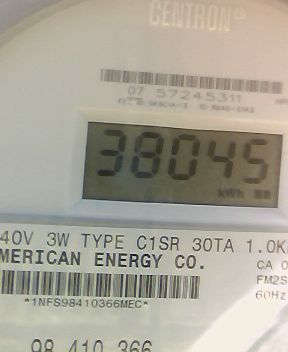 CENTRON®
07 57245311
38045
kWh
40V 3W TYPE C1SR 30TA 1.0K
MERICAN ENERGY CO.
CA 0
FM2S
60Hz
*1NFS98410366MEC*
98 410 366